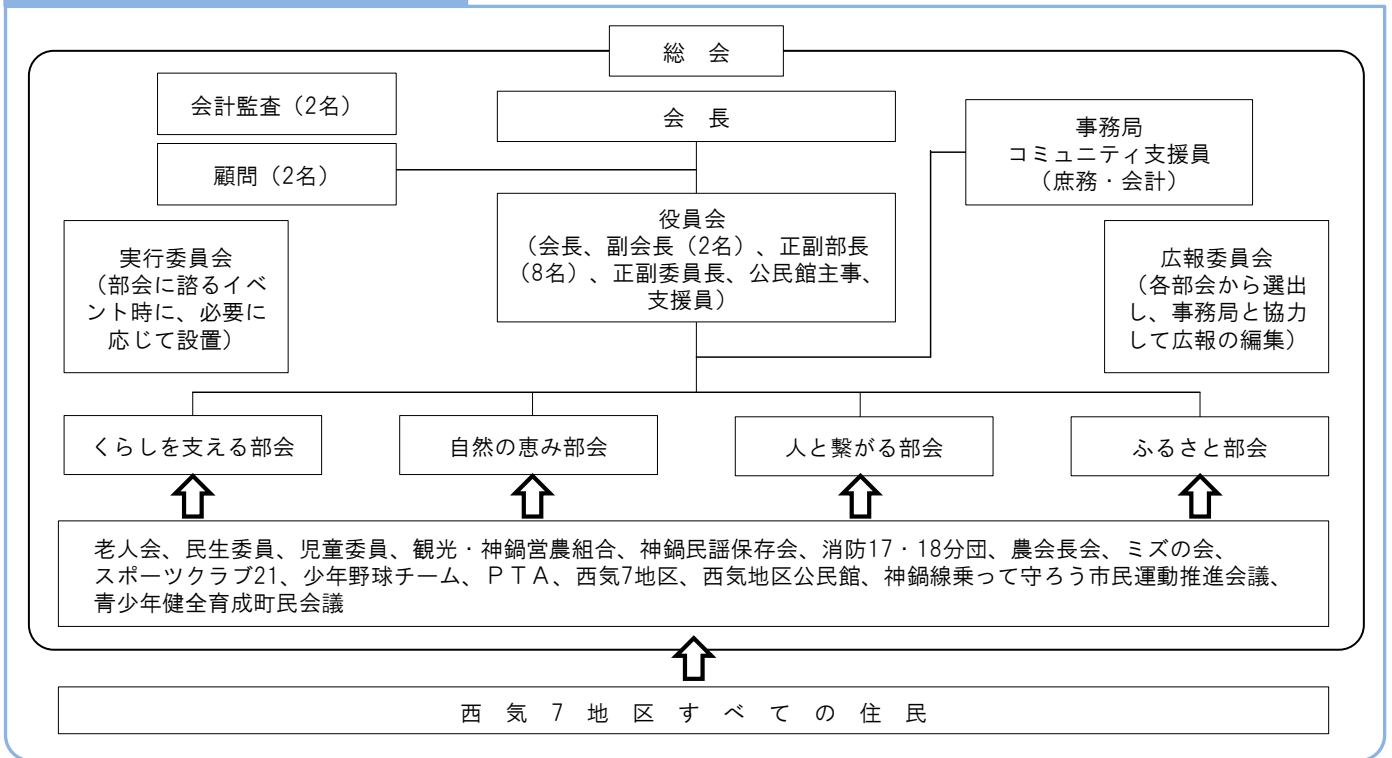 総　会
会計監査（2名）
会　長
事務局
コミュニティ支援員
（庶務・会計）
顧問（2名）
役員会
（会長、副会長（2名）、正副部長
（8名）、正副委員長、公民館主事、
支援員）
実行委員会
（部会に諮るイベ
ント時に、必要に
応じて設置）
広報委員会
（各部会から選出
し、事務局と協力
して広報の編集）
くらしを支える部会
自然の恵み部会
人と繋がる部会
ふるさと部会
老人会、民生委員、児童委員、観光・神鍋営農組合、神鍋民謡保存会、消防17・18分団、農会長会、ミズの会、
スポーツクラブ21、少年野球チーム、ＰＴＡ、西気7地区、西気地区公民館、神鍋線乗って守ろう市民運動推進会議、
青少年健全育成町民会議
西　気　7　地　区　す　べ　て　の　住　民